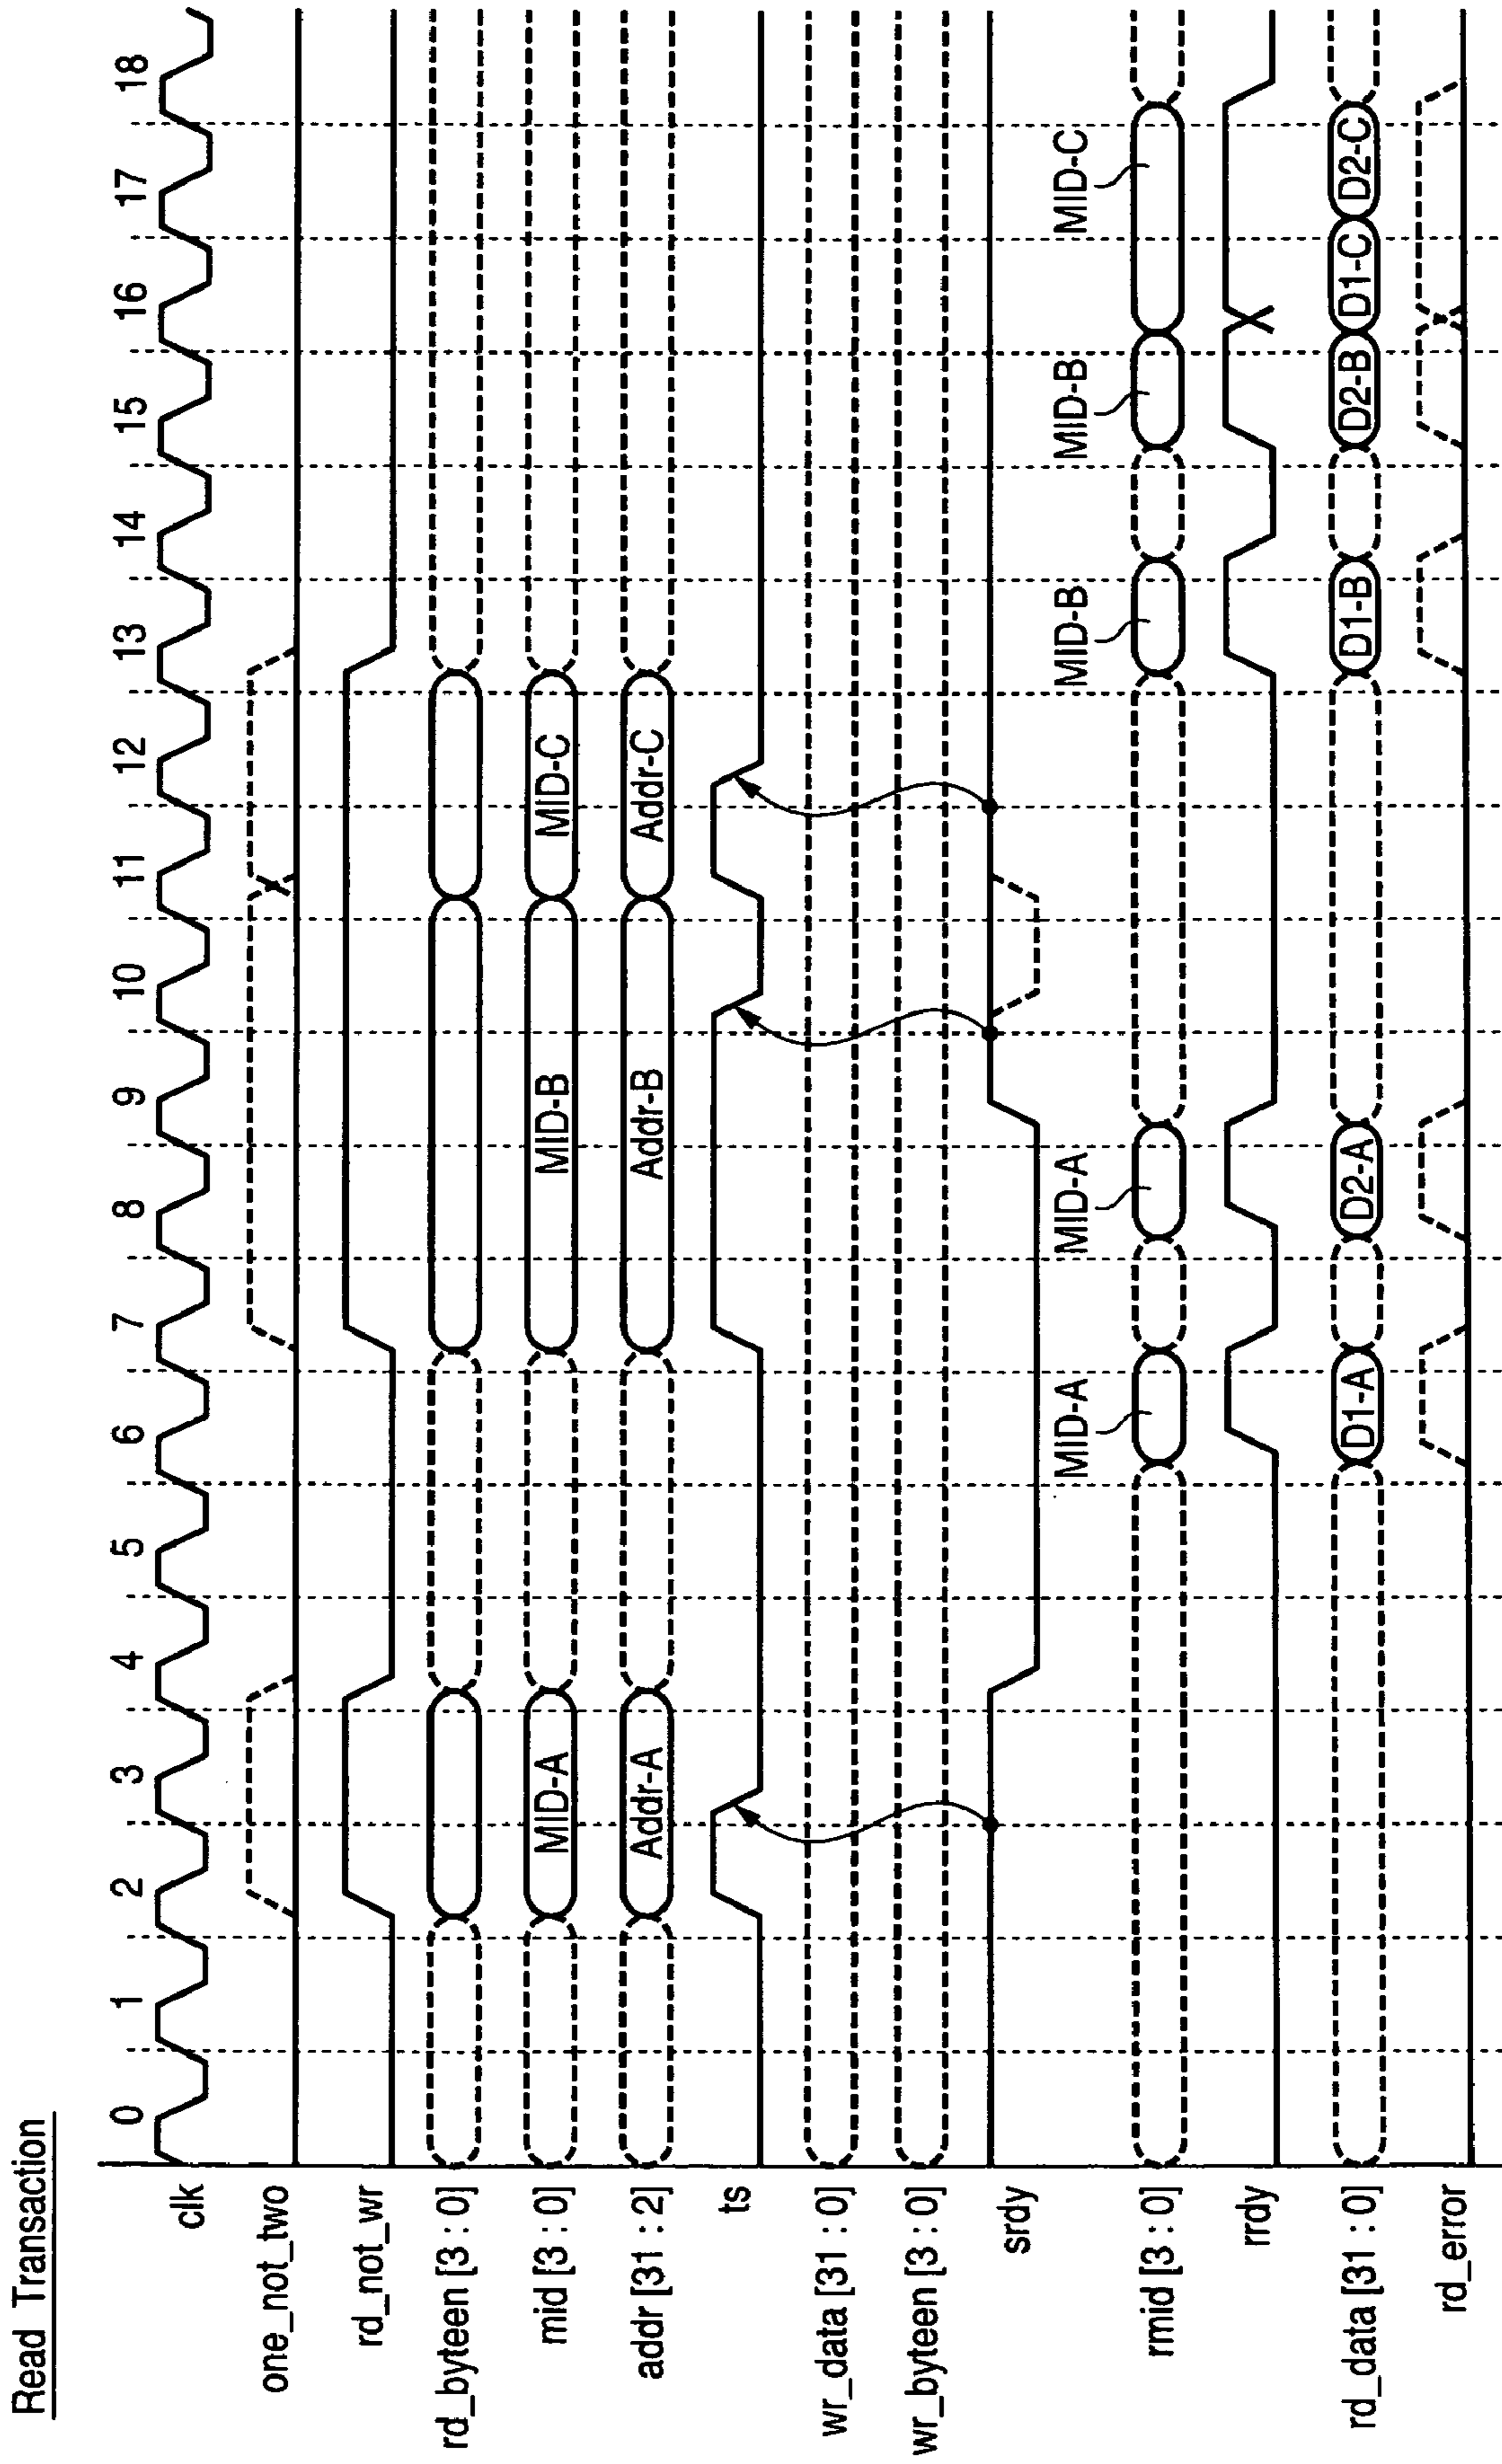 Read Transaction
0 1 2 3 4 5 6 7 8 9 10 11 12 13 14 15 16 17 18
clk
one_not_two
rd_not_wr
rd_byteen [3 : 0]
mid [3 : 0] MID-A MID-B MID-C
addr [31 : 2] Addr-A Addr-B Addr-C
ts
wr_data [31 : 0]
wr_byteen [3 : 0]
srdy
MID-A MID-A MID-B MID-B MID-C
rmid [3 : 0]
rrdy
rd_data [31 : 0] D1-A D2-A D1-B D2-B D1-C D2-C
rd_error